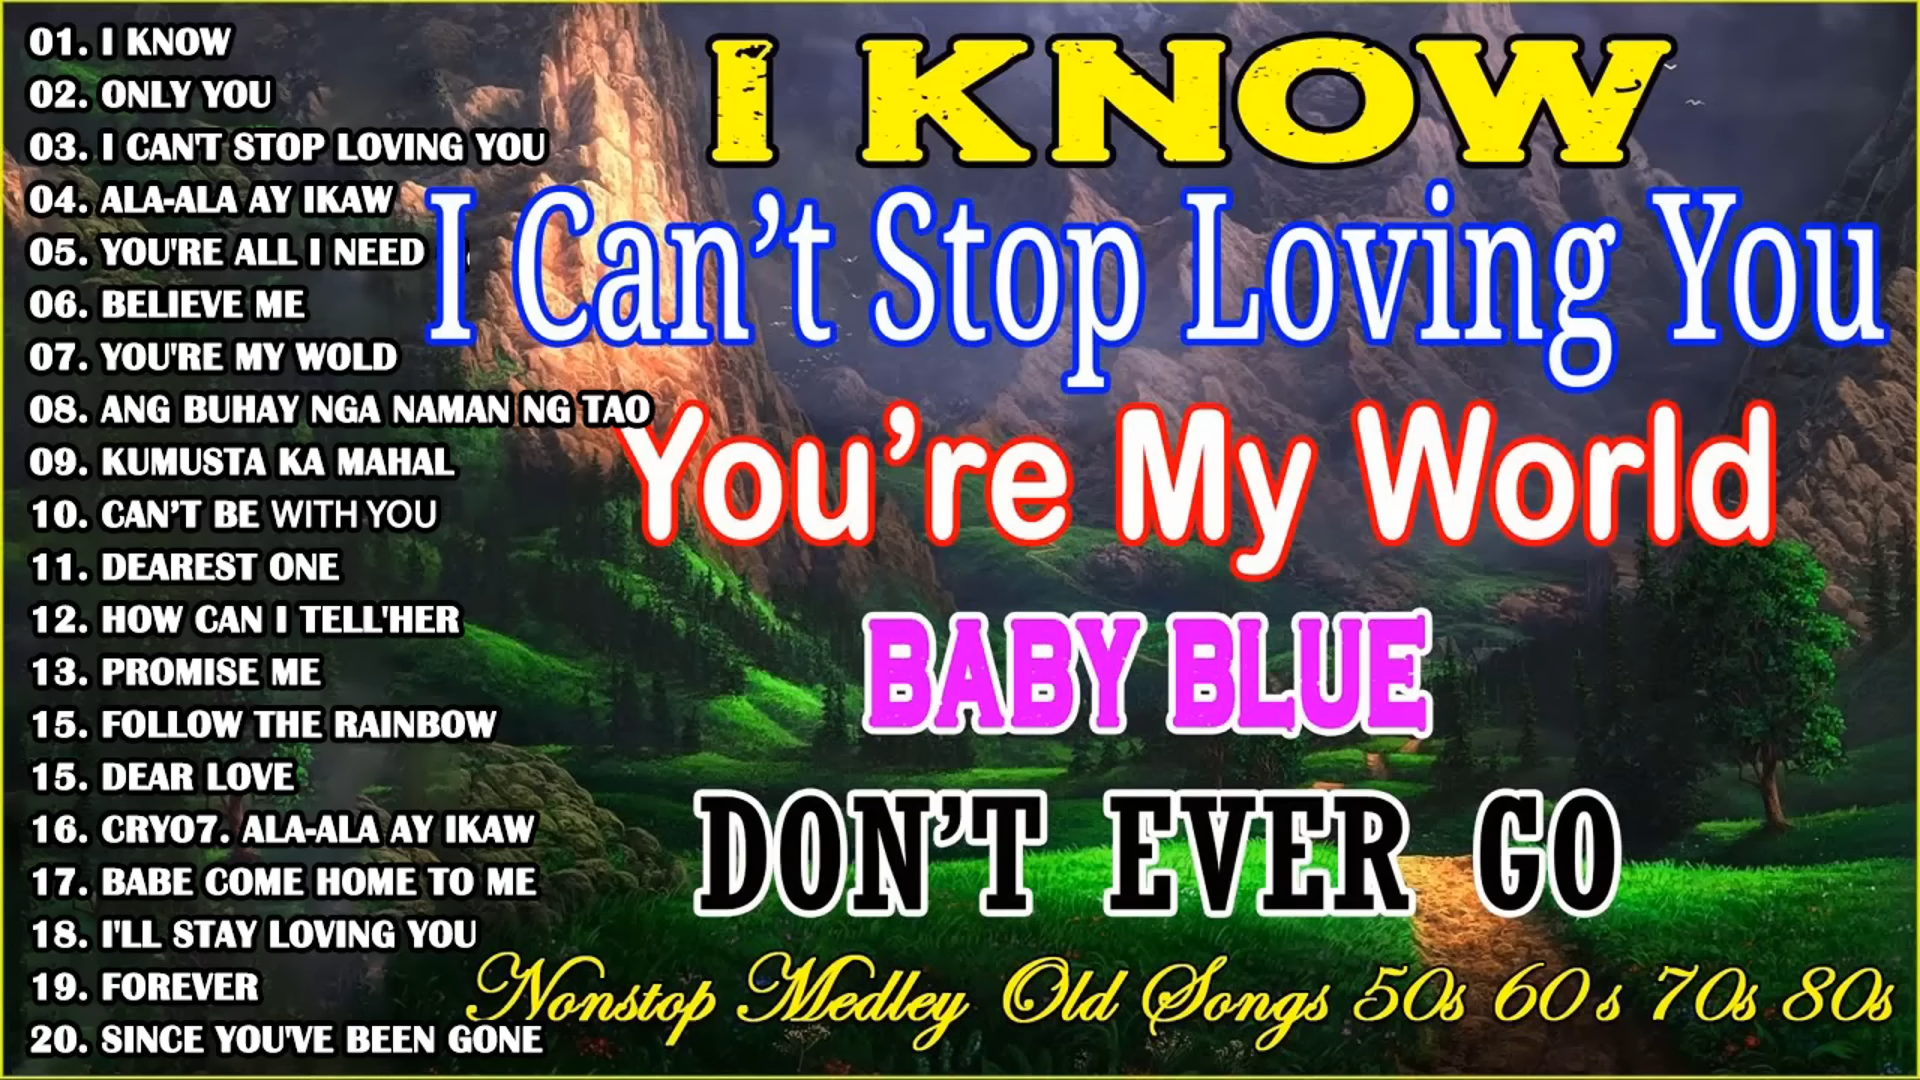 01. I KNOW
02. ONLY YOU
03. I CAN'T STOP LOVING YOU
04. ALA-ALA AY IKAW
05. YOU'RE ALL I NEED
06. BELIEVE ME
07. YOU'RE MY WOLD
08. ANG BUHAY NGA NAMAN NG TAO
09. KUMUSTA KA MAHAL
10. CAN'T BE WITH YOU
11. DEAREST ONE
12. HOW CAN I TELL'HER
13. PROMISE ME
15. FOLLOW THE RAINBOW
15. DEAR LOVE
16. CRY07. ALA-ALA AY IKAW
17. BABE COME HOME TO ME
18. I'LL STAY LOVING YOU
19. FOREVER
20. SINCE YOU'VE BEEN GONE
I KNOW
I Can't Stop Loving You
You're My World
BABY BLUE
DON'T EVER GO
Nonstop Medley Old Songs 50s 60s 70s 80s